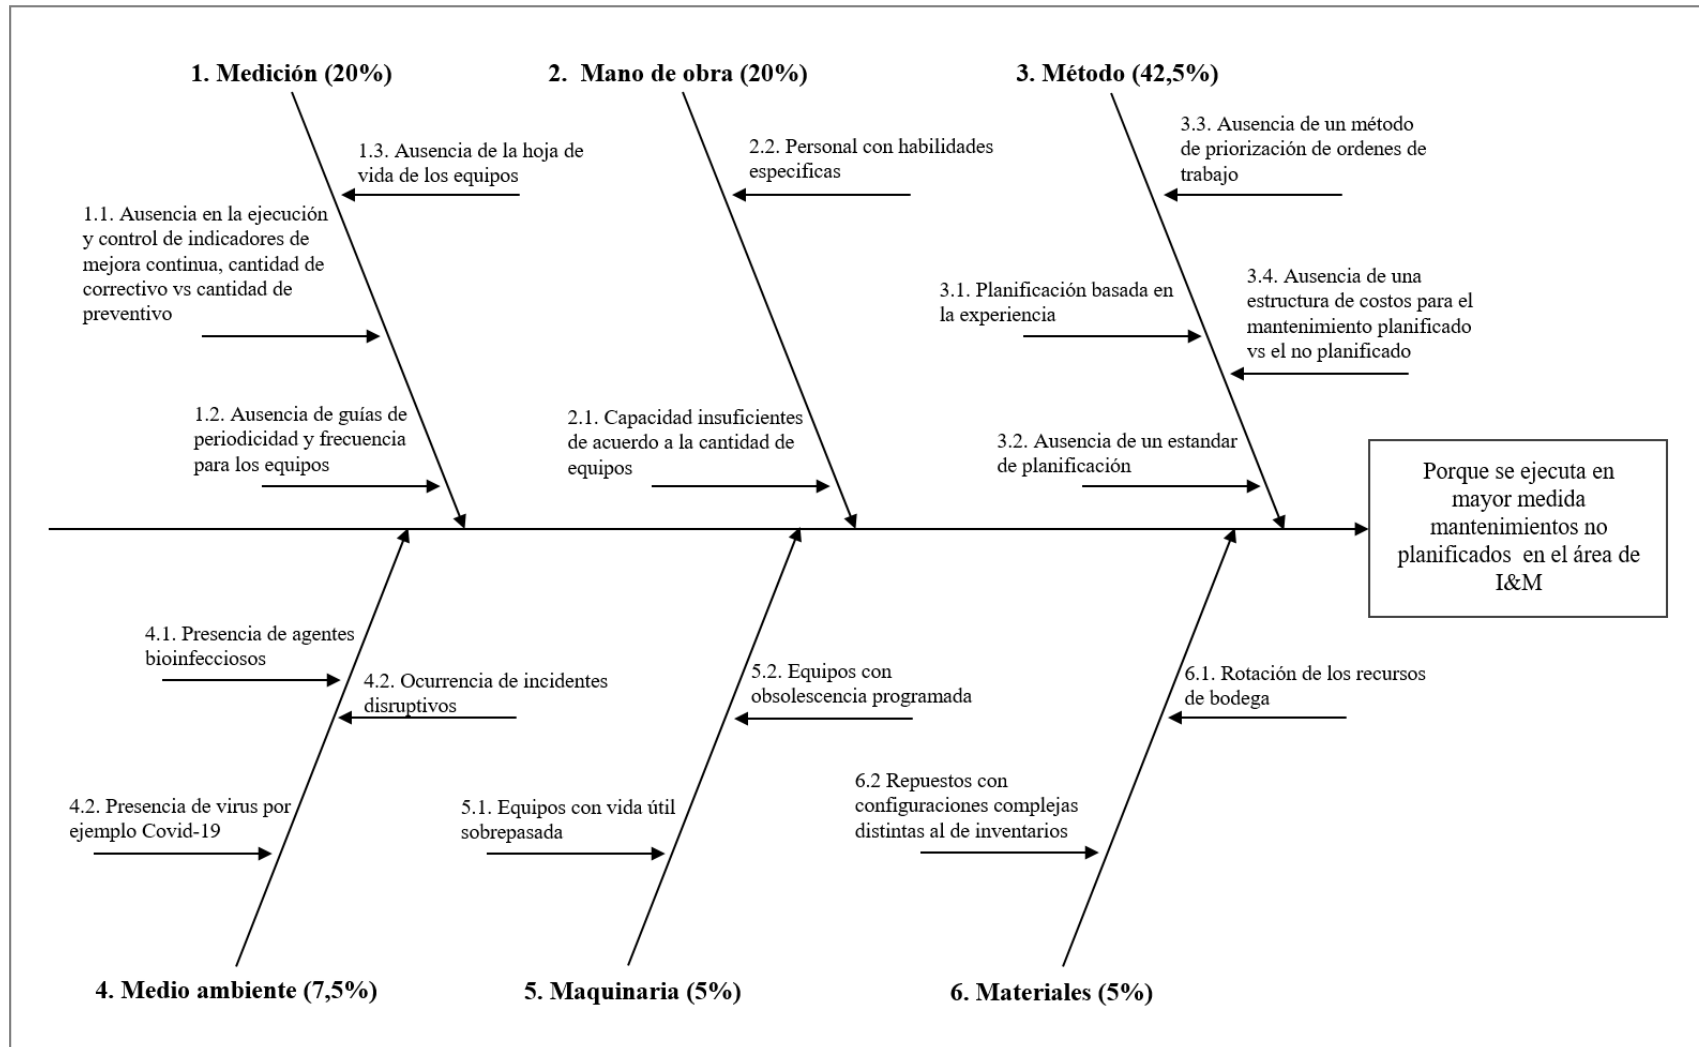 1. Medición (20%)
2.  Mano de obra (20%)
3. Método (42,5%)
1.3. Ausencia de la hoja de
vida de los equipos
1.1. Ausencia en la ejecución
y control de indicadores de
mejora continua, cantidad de
correctivo vs cantidad de
preventivo
1.2. Ausencia de guías de
periodicidad y frecuencia
para los equipos
2.2. Personal con habilidades
especificas
2.1. Capacidad insuficientes
de acuerdo a la cantidad de
equipos
3.3. Ausencia de un método
de priorización de ordenes de
trabajo
3.1. Planificación basada en
la experiencia
3.4. Ausencia de una
estructura de costos para el
mantenimiento planificado
vs el no planificado
3.2. Ausencia de un estandar
de planificación
Porque se ejecuta en
mayor medida
mantenimientos no
planificados  en el área de
I&M
4.1. Presencia de agentes
bioinfecciosos
4.2. Ocurrencia de incidentes
disruptivos
4.2. Presencia de virus por
ejemplo Covid-19
5.2. Equipos con
obsolescencia programada
5.1. Equipos con vida útil
sobrepasada
6.1. Rotación de los recursos
de bodega
6.2 Repuestos con
configuraciones complejas
distintas al de inventarios
4. Medio ambiente (7,5%)
5. Maquinaria (5%)
6. Materiales (5%)